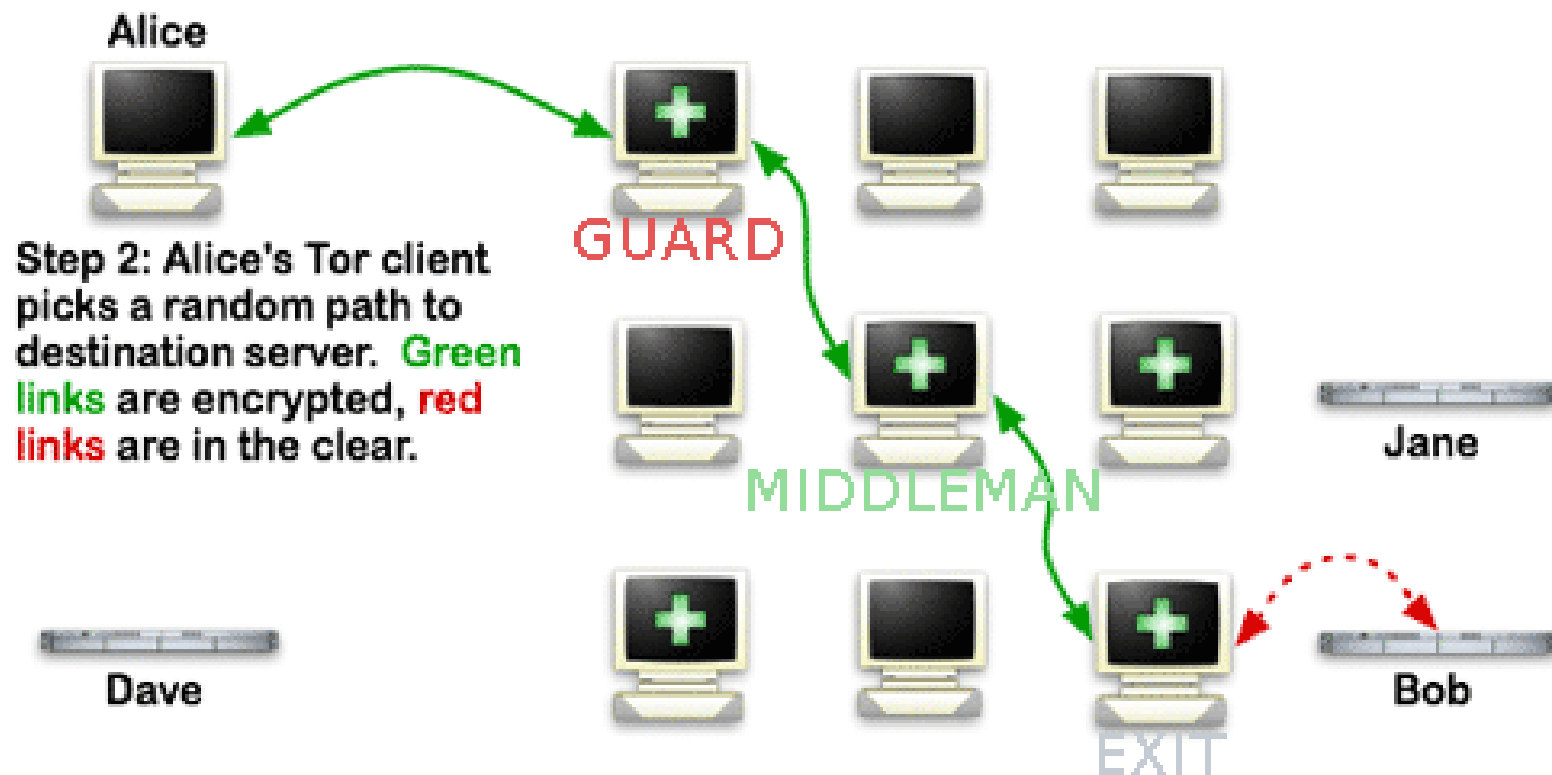 Alice
GUARD
Step 2: Alice's Tor client
picks a random path to
destination server. Green
links are encrypted, red
links are in the clear.
Jane
MIDDLEMAN
Dave
Bob
EXIT